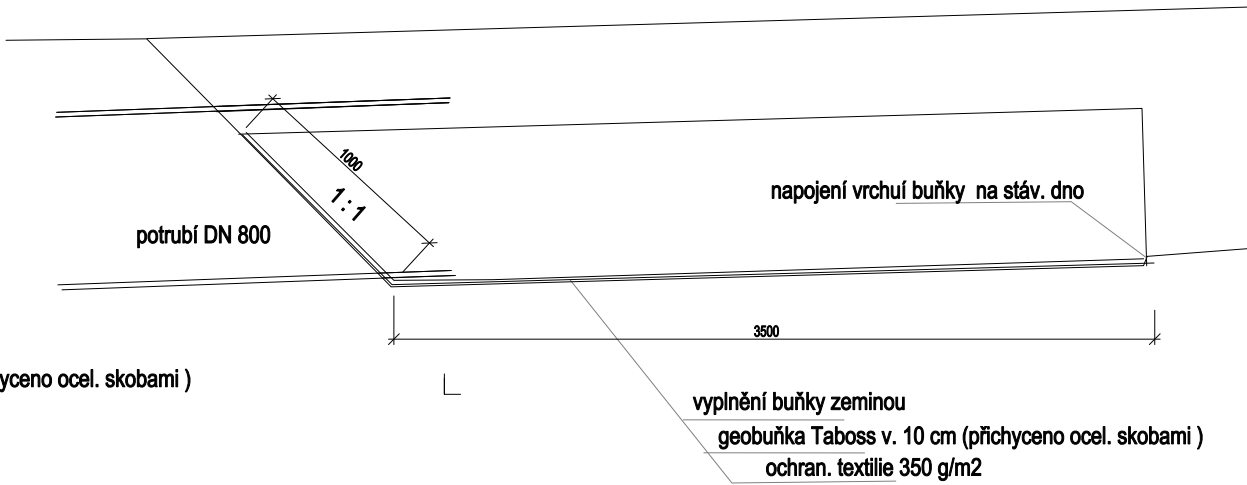 1000
1:1
napojení vrchuí buňky na stáv. dno
potrubí DN 800
3500
yceno ocel. skobami )
vyplnění buňky zeminou
geobuňka Taboss v. 10 cm (přichyceno ocel. skobami )
ochran. textilie 350 g/m2